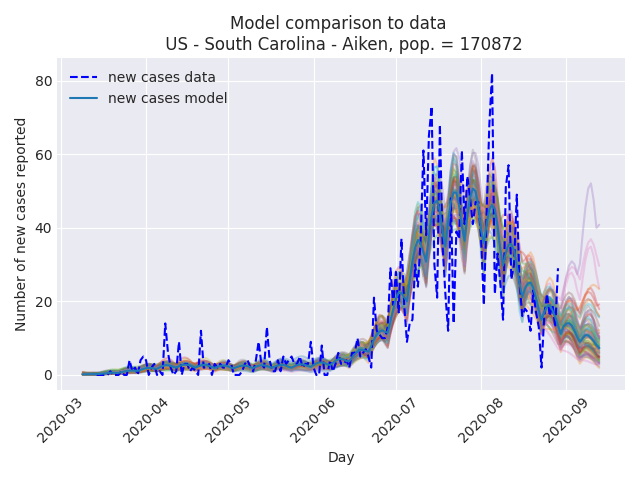 Model comparison to data
US - South Carolina - Aiken, pop. = 170872
new cases data
new cases model
Number of new cases reported
80
60
40
20
0
2020-03
2020-04
2020-05
2020-06
2020-07
2020-08
2020-09
Day